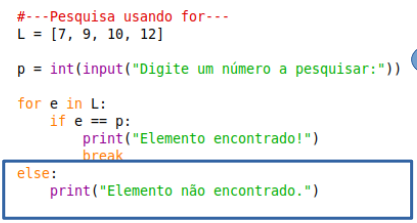 #---Pesquisa usando for---
L = [7, 9, 10, 12]
p = int(input("Digite um número a pesquisar:"))
for e in L:
if e == p:
print("Elemento encontrado!")
break
else:
print("Elemento não encontrado.")